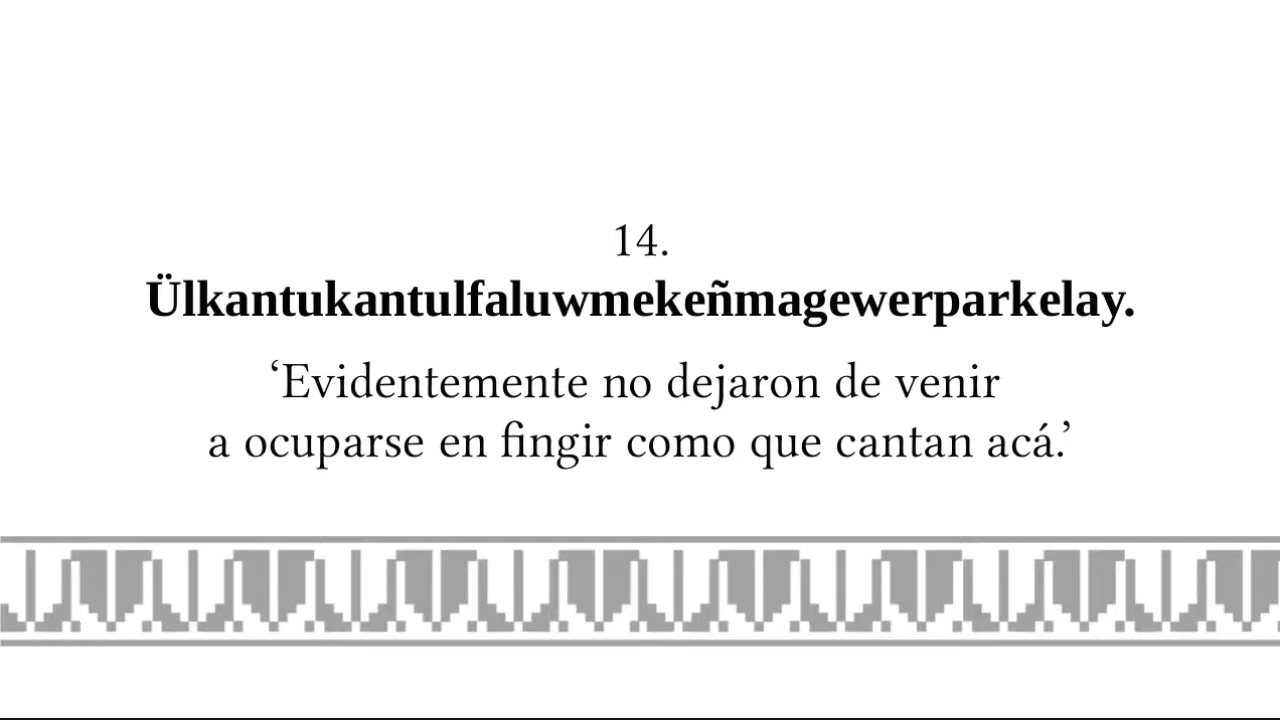 14.
Ülkantukantulfaluwmekeñmagewerparkelay.
‘Evidentemente no dejaron de venir
a ocuparse en fingir como que cantan acá.’